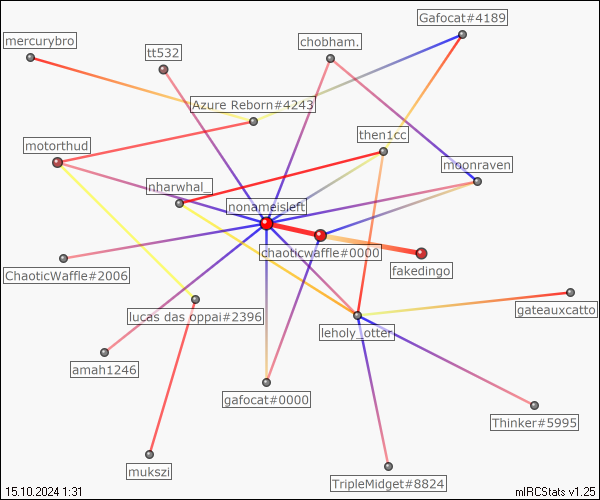 Gafocat#4189
mercurybro
chobham.
tt532
Azure Reborn#4243
then1cc
motorthud
moonraven
nharwhal_
nonameisleft
chaoticwaffle#0000
fakedingo
ChaoticWaffle#2006
gateauxcatto
lucas das oppai#2396
leholy_otter
amah1246
gafocat#0000
Thinker#5995
mukszi
TripleMidget#8824
15.10.2024 1:31
mIRCStats v1.25